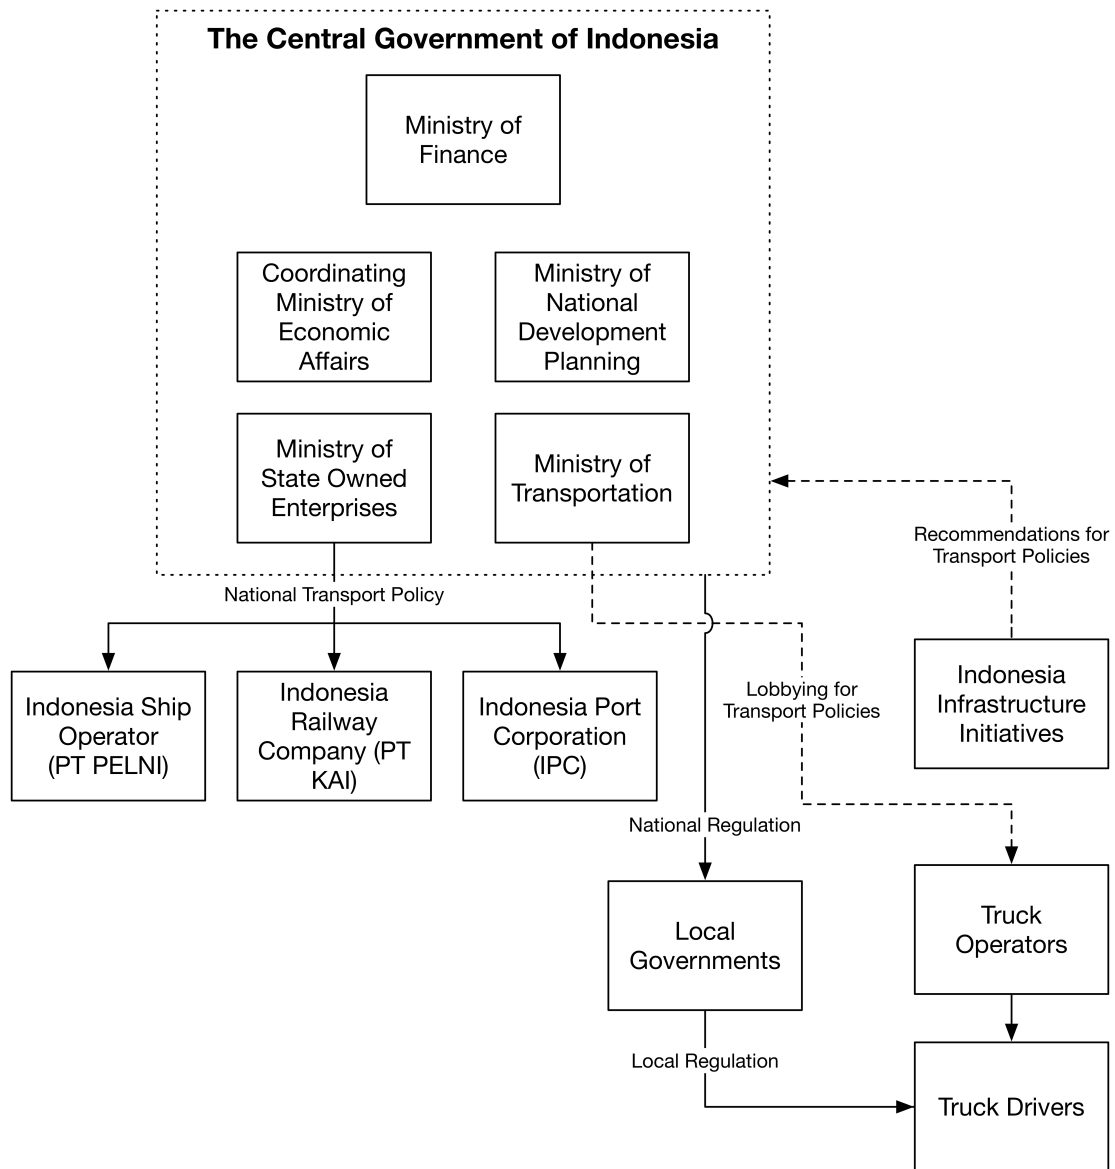 The Central Government of Indonesia
Ministry of
Finance
Coordinating
Ministry of
Economic
Affairs
Ministry of
National
Development
Planning
Ministry of
State Owned
Enterprises
Ministry of
Transportation
Recommendations for
Transport Policies
National Transport Policy
Indonesia Ship
Operator
(PT PELNI)
Indonesia
Railway
Company (PT
KAI)
Indonesia Port
Corporation
(IPC)
Lobbying for
Transport Policies
Indonesia
Infrastructure
Initiatives
National Regulation
Local
Governments
Truck
Operators
Local Regulation
Truck Drivers